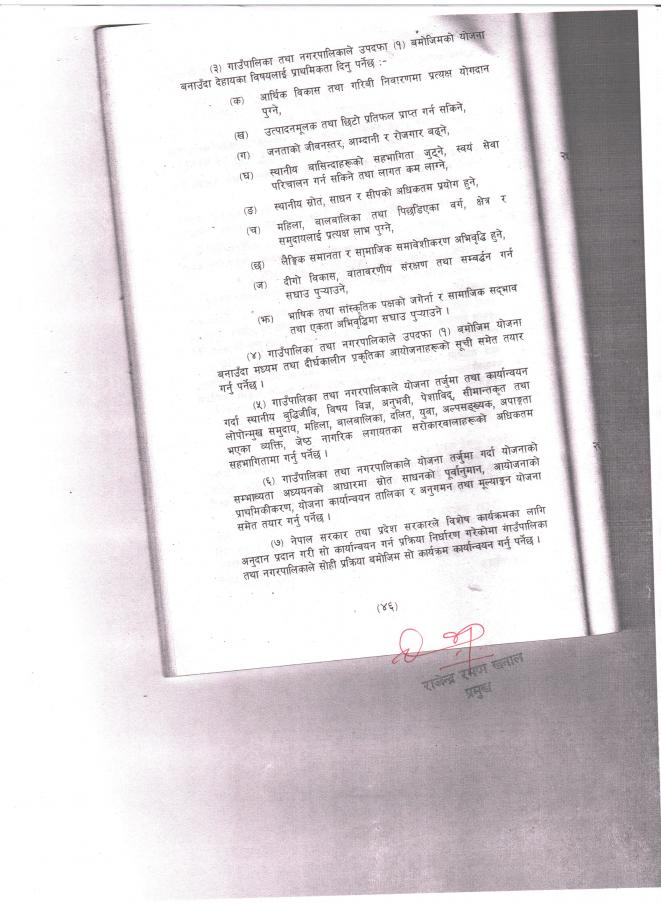 (३) गाउँपालिका तथा नगरपालिकाले उपदफा (१) बमोजिमको योजना
बनाउँदा देहायका विषयलाई प्राथमिकता दिनु पर्नेछ :-
(क) आर्थिक विकास तथा गरिबी निवारणमा प्रत्यक्ष योगदान
पुग्ने,
(ख) उत्पादनमूलक तथा छिटो प्रतिफल प्राप्त गर्न सकिने,
(ग) जनताको जीवनस्तर, आम्दानी र रोजगार बढ्ने,
(घ) स्थानीय बासिन्दाहरूको सहभागिता जुट्ने, स्वयं सेवा
परिचालन गर्न सकिने तथा लागत कम लाग्ने,
(ङ) स्थानीय स्रोत, साधन र सीपको अधिकतम प्रयोग हुने,
(च) महिला, बालबालिका तथा पिछडिएका वर्ग, क्षेत्र र
समुदायलाई प्रत्यक्ष लाभ पुग्ने,
(छ) लैङ्गिक समानता र सामाजिक समावेशीकरण अभिवृद्धि हुने,
(ज) दीगो विकास, वातावरणीय संरक्षण तथा सम्वर्द्धन गर्न
सघाउ पुऱ्याउने,
(झ) भाषिक तथा सांस्कृतिक पक्षको जगेर्ना र सामाजिक सद्भाव
तथा एकता अभिवृद्धिमा सघाउ पुऱ्याउने ।
(४) गाउँपालिका तथा नगरपालिकाले उपदफा (१) बमोजिम योजना
बनाउँदा मध्यम तथा दीर्घकालीन प्रकृतिका आयोजनाहरूको सूची समेत तयार
गर्नु पर्नेछ ।
(५) गाउँपालिका तथा नगरपालिकाले योजना तर्जुमा तथा कार्यान्वयन
गर्दा स्थानीय बुद्धिजीवि, विषय विज्ञ, अनुभवी, पेशाविद्, सीमान्तकृत तथा
लोपोन्मुख समुदाय, महिला, बालबालिका, दलित, युवा, अल्पसङ्ख्यक, अपाङ्गता
भएका व्यक्ति, जेष्ठ नागरिक लगायतका सरोकारवालाहरूको अधिकतम
सहभागितामा गर्नु पर्नेछ ।
(६) गाउँपालिका तथा नगरपालिकाले योजना तर्जुमा गर्दा योजनाको
सम्भाव्यता अध्ययनको आधारमा स्रोत साधनको पूर्वानुमान, आयोजनाको
प्राथमिकीकरण, योजना कार्यान्वयन तालिका र अनुगमन तथा मूल्याङ्कन योजना
समेत तयार गर्नु पर्नेछ ।
(७) नेपाल सरकार तथा प्रदेश सरकारले विशेष कार्यक्रमका लागि
अनुदान प्रदान गरी सो कार्यान्वयन गर्न प्रक्रिया निर्धारण गरेकोमा गाउँपालिका
तथा नगरपालिकाले सोही प्रक्रिया बमोजिम सो कार्यक्रम कार्यान्वयन गर्नु पर्नेछ ।
(४६)
राजेन्द्र रमण खनाल
प्रमुख